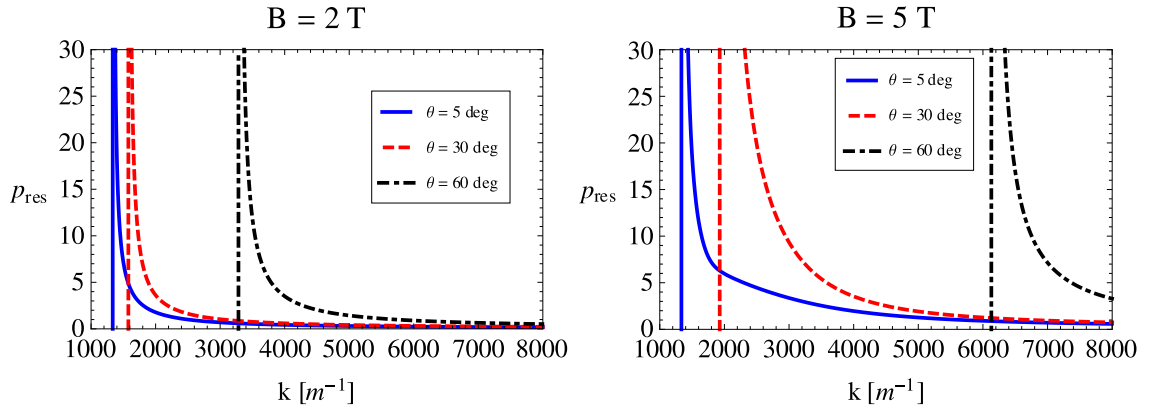 B = 2 T
30
25
20
15
10
5
0
p_res
1000 2000 3000 4000 5000 6000 7000 8000
k [m⁻¹]
θ = 5 deg
θ = 30 deg
θ = 60 deg
B = 5 T
30
25
20
15
10
5
0
p_res
1000 2000 3000 4000 5000 6000 7000 8000
k [m⁻¹]
θ = 5 deg
θ = 30 deg
θ = 60 deg